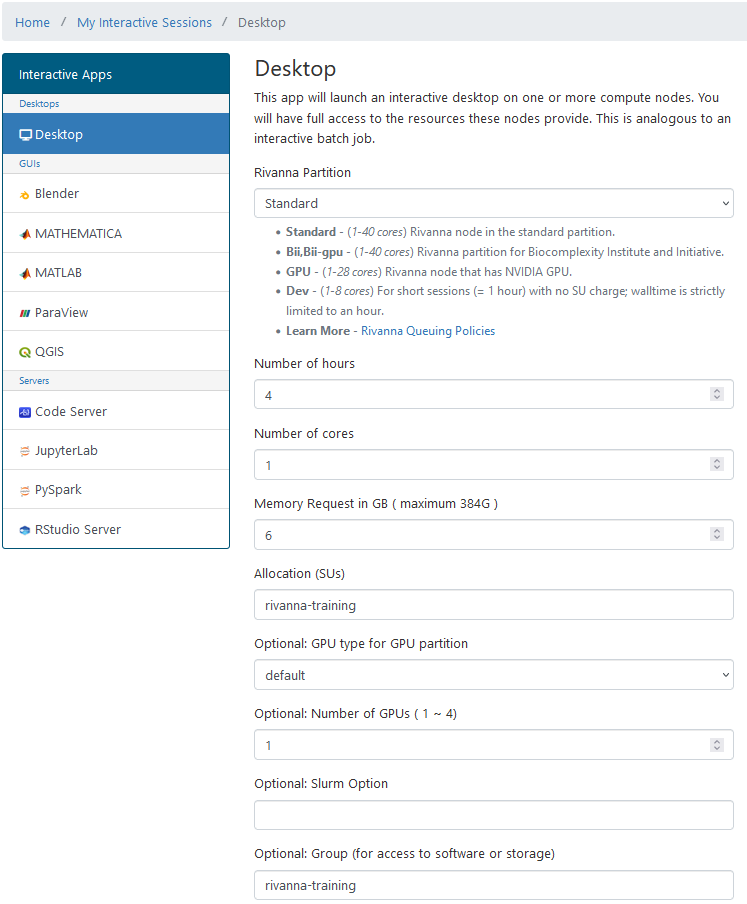 Home / My Interactive Sessions / Desktop
Interactive Apps
Desktops
Desktop
GUIs
Blender
MATHEMATICA
MATLAB
ParaView
QGIS
Servers
Code Server
JupyterLab
PySpark
RStudio Server
Desktop
This app will launch an interactive desktop on one or more compute nodes. You
will have full access to the resources these nodes provide. This is analogous to an
interactive batch job.
Rivanna Partition
Standard
• Standard - (1-40 cores) Rivanna node in the standard partition.
• Bii,Bii-gpu - (1-40 cores) Rivanna partition for Biocomplexity Institute and Initiative.
• GPU - (1-28 cores) Rivanna node that has NVIDIA GPU.
• Dev - (1-8 cores) For short sessions (= 1 hour) with no SU charge; walltime is strictly
limited to an hour.
• Learn More - Rivanna Queuing Policies
Number of hours
4
Number of cores
1
Memory Request in GB ( maximum 384G )
6
Allocation (SUs)
rivanna-training
Optional: GPU type for GPU partition
default
Optional: Number of GPUs ( 1 ~ 4)
1
Optional: Slurm Option
Optional: Group (for access to software or storage)
rivanna-training